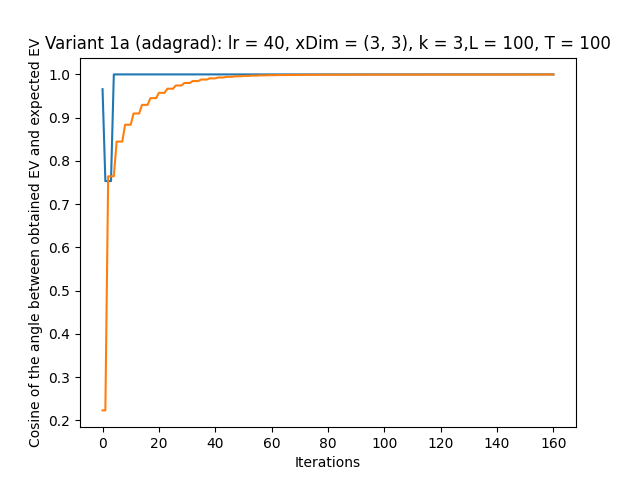 Variant 1a (adagrad): lr = 40, xDim = (3, 3), k = 3,L = 100, T = 100
Cosine of the angle between obtained EV and expected EV
1.0
0.9
0.8
0.7
0.6
0.5
0.4
0.3
0.2
0 20 40 60 80 100 120 140 160
Iterations